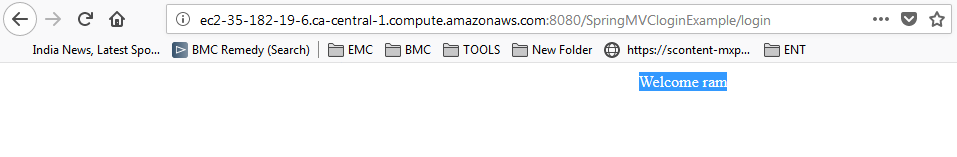 ec2-35-182-19-6.ca-central-1.compute.amazonaws.com:8080/SpringMVCloginExample/login
India News, Latest Spo... BMC Remedy (Search) EMC BMC TOOLS New Folder https://scontent-mxp... ENT
Welcome ram